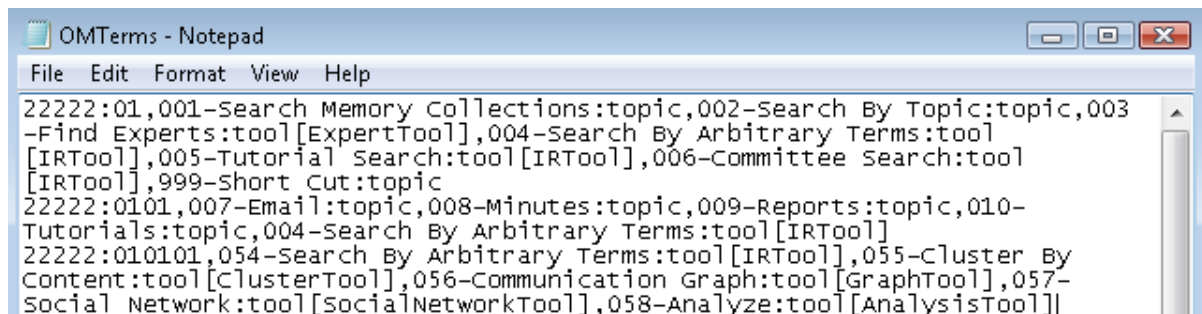 OMTerms - Notepad
File Edit Format View Help
22222:01,001-Search Memory Collections:topic,002-Search By Topic:topic,003
-Find Experts:tool[ExpertTool],004-Search By Arbitrary Terms:tool
[IRTool],005-Tutorial Search:tool[IRTool],006-Committee Search:tool
[IRTool],999-Short Cut:topic
22222:0101,007-Email:topic,008-Minutes:topic,009-Reports:topic,010-
Tutorials:topic,004-Search By Arbitrary Terms:tool[IRTool]
22222:010101,054-Search By Arbitrary Terms:tool[IRTool],055-Cluster By
Content:tool[ClusterTool],056-Communication Graph:tool[GraphTool],057-
Social Network:tool[SocialNetworkTool],058-Analyze:tool[AnalysisTool]